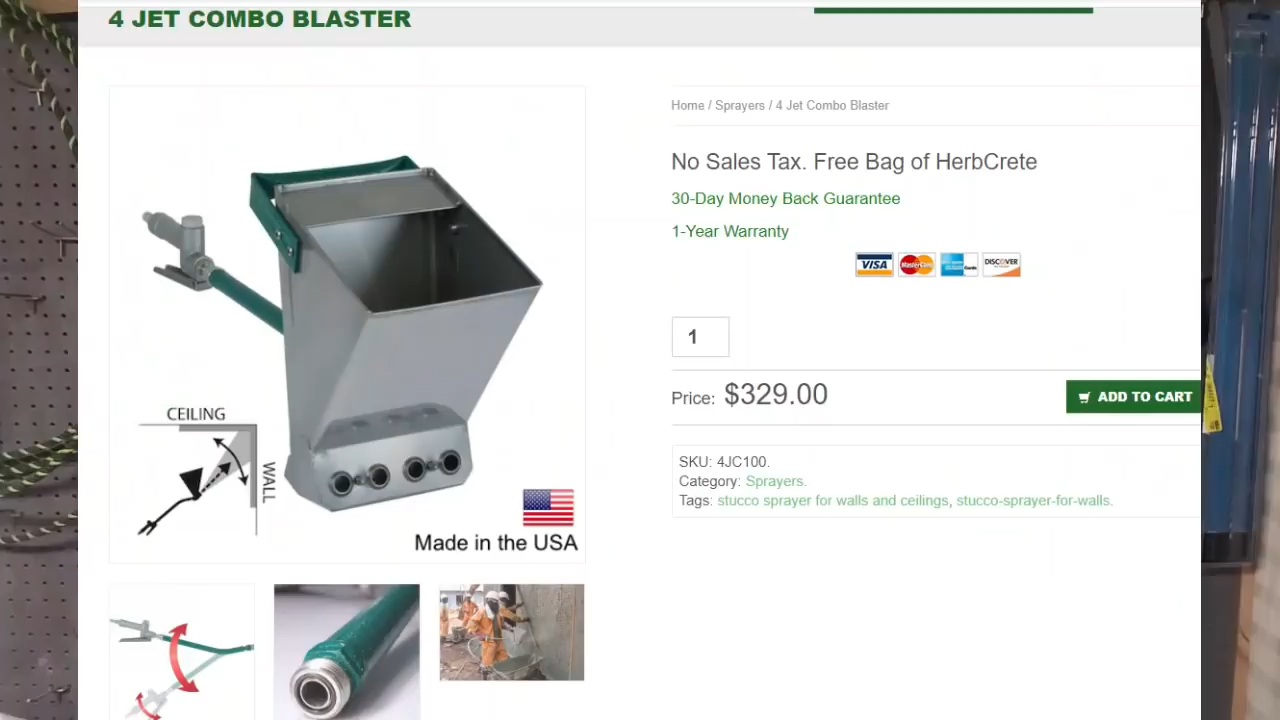 4 JET COMBO BLASTER
Home / Sprayers / 4 Jet Combo Blaster
No Sales Tax. Free Bag of HerbCrete
30-Day Money Back Guarantee
1-Year Warranty
VISA MasterCard DISCOVER
1
Price: $329.00
ADD TO CART
SKU: 4JC100.
Category: Sprayers.
Tags: stucco sprayer for walls and ceilings, stucco-sprayer-for-walls.
CEILING
WALL
Made in the USA